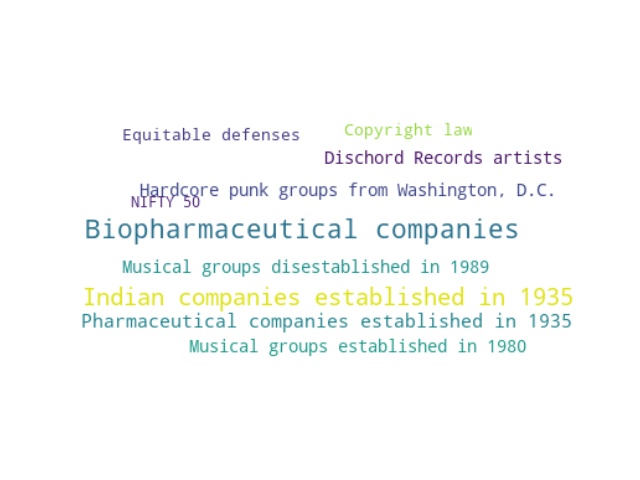 Copyright law
Equitable defenses
Dischord Records artists
Hardcore punk groups from Washington, D.C.
NIFTY 50
Biopharmaceutical companies
Musical groups disestablished in 1989
Indian companies established in 1935
Pharmaceutical companies established in 1935
Musical groups established in 1980